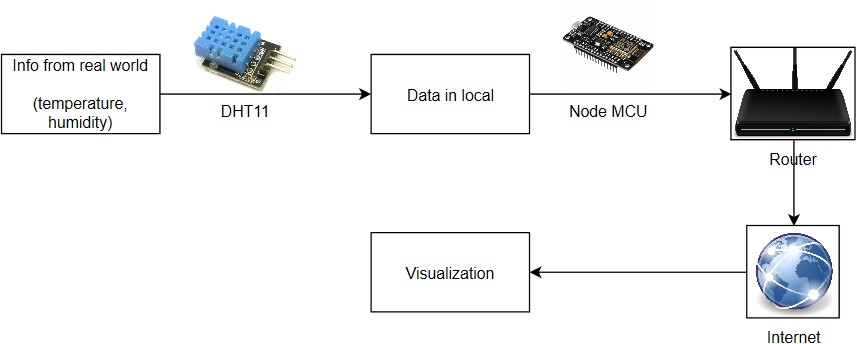 Info from real world
(temperature,
humidity)
DHT11
Data in local
Node MCU
Router
Visualization
Internet